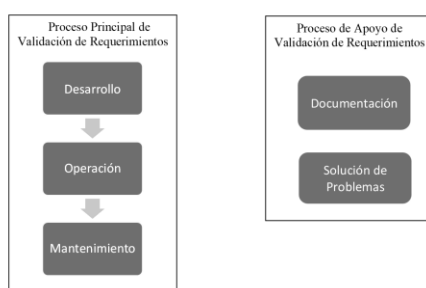 Proceso Principal de
Validación de Requerimientos
Desarrollo
Operación
Mantenimiento
Proceso de Apoyo de
Validación de Requerimientos
Documentación
Solución de
Problemas